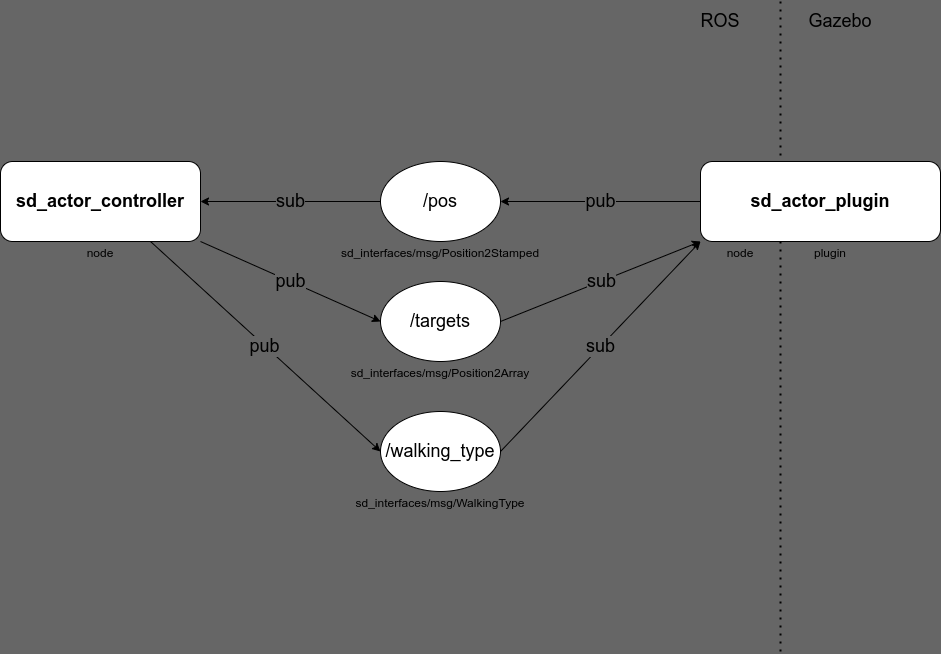 ROS
Gazebo
sd_actor_controller
sub
/pos
pub
sd_actor_plugin
node
sd_interfaces/msg/Position2Stamped
node
plugin
pub
sub
/targets
pub
sub
sd_interfaces/msg/Position2Array
/walking_type
sd_interfaces/msg/WalkingType